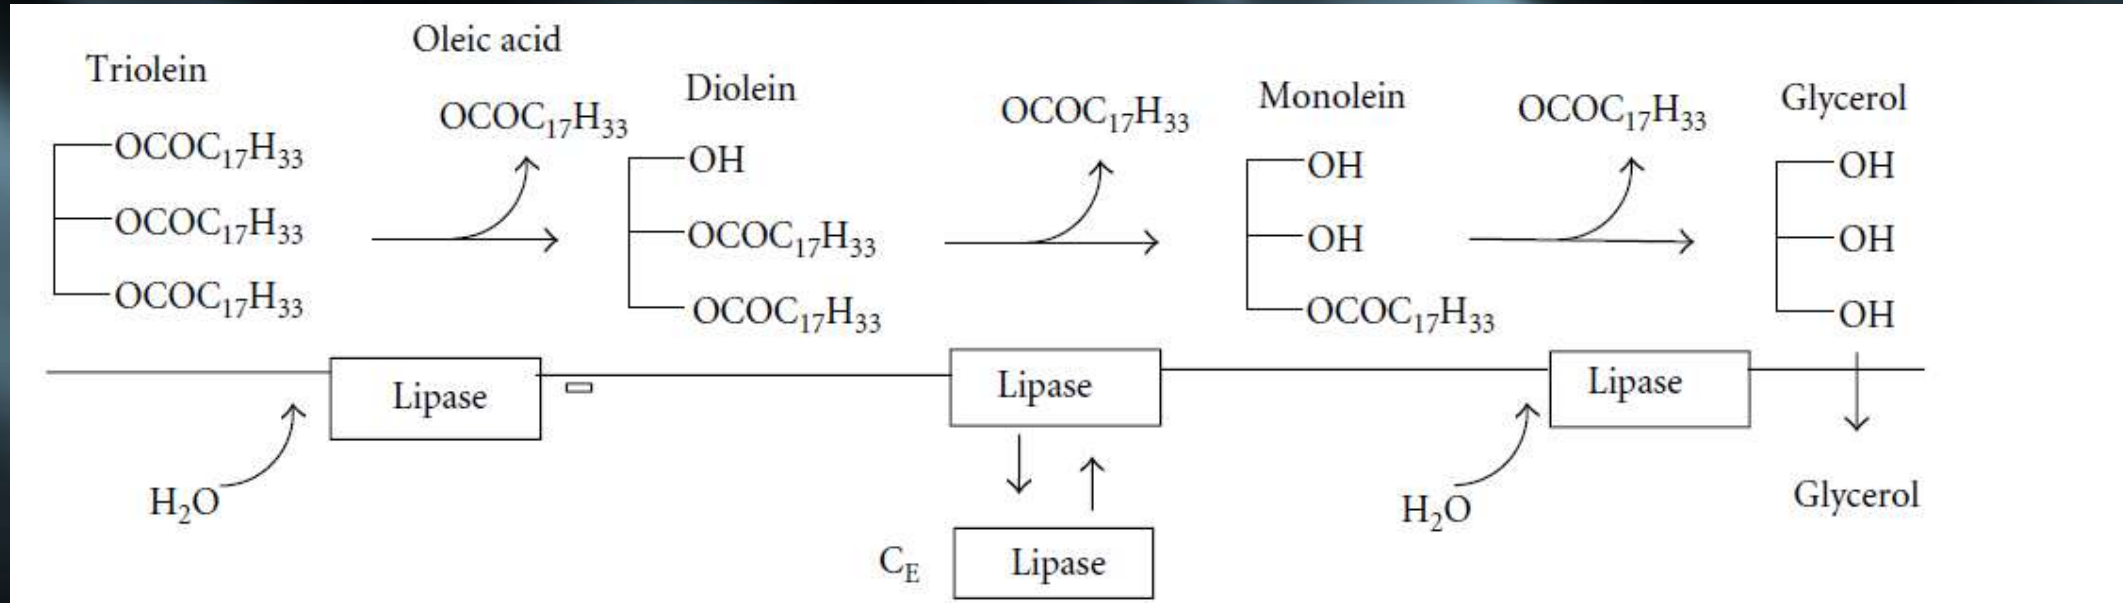 Oleic acid
Triolein
Diolein
Monolein
Glycerol
OCOC₁₇H₃₃
OCOC₁₇H₃₃
OCOC₁₇H₃₃
OCOC₁₇H₃₃
OCOC₁₇H₃₃
OCOC₁₇H₃₃
OH
OCOC₁₇H₃₃
OCOC₁₇H₃₃
OH
OH
OCOC₁₇H₃₃
OH
OH
OH
Lipase
Lipase
Lipase
H₂O
H₂O
Glycerol
C_E
Lipase